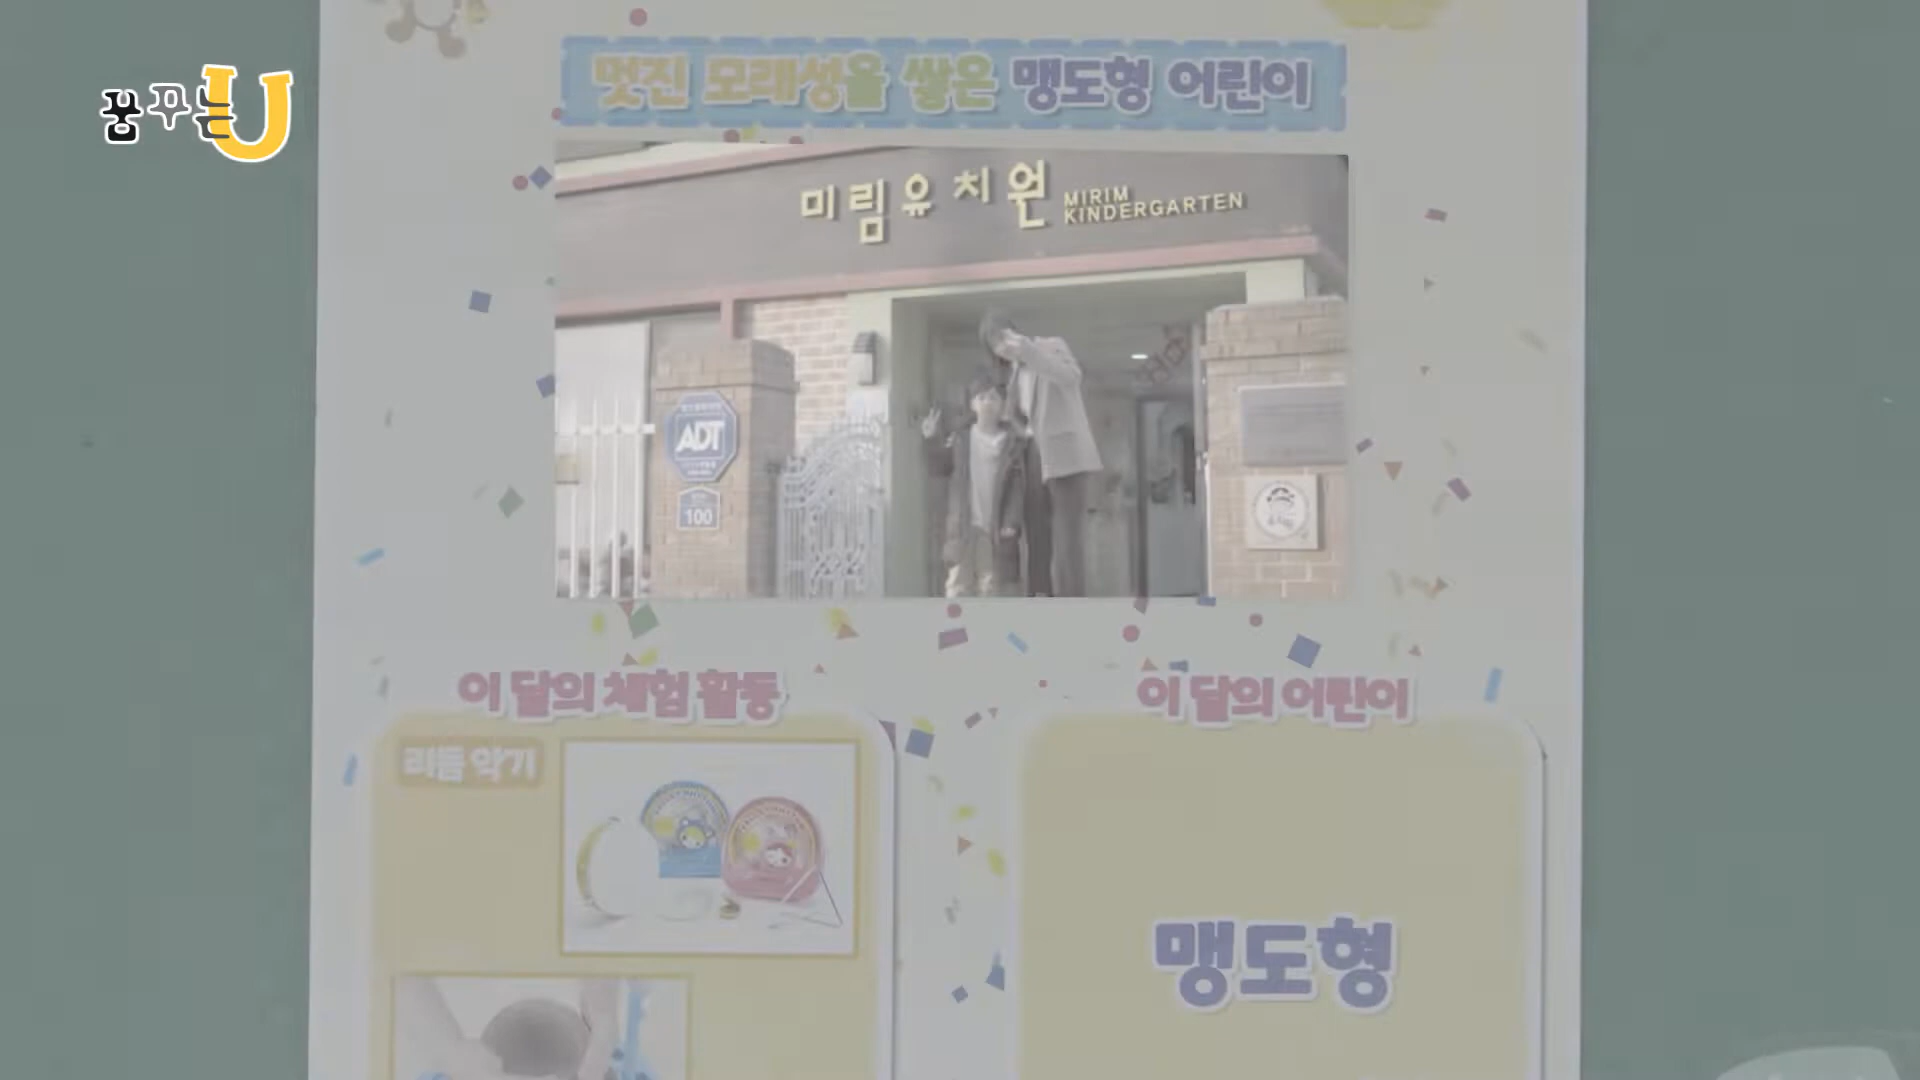 꿈꾸는U
멋진 모래성을 쌓은 맹도형 어린이
미림유치원 MIRIM
KINDERGARTEN
ADT
100
이 달의 체험 활동
이 달의 어린이
리듬 악기
맹도형